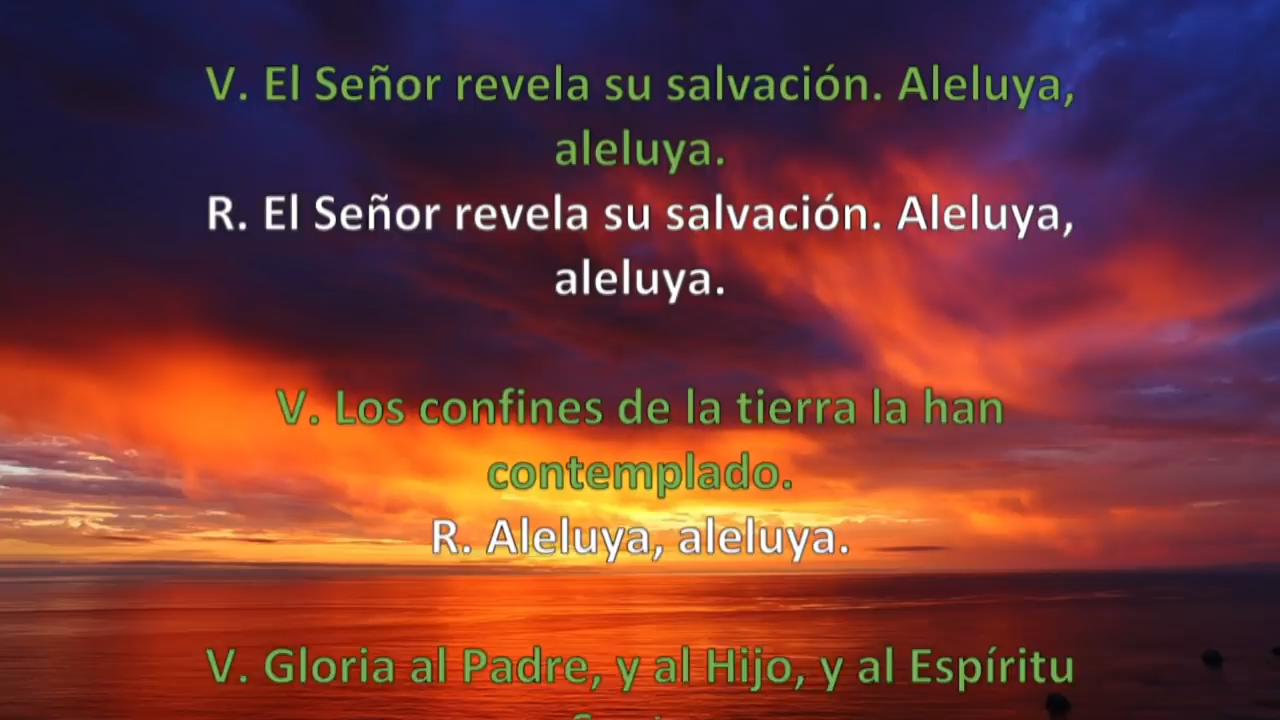 V. El Señor revela su salvación. Aleluya,
aleluya.
R. El Señor revela su salvación. Aleluya,
aleluya.
V. Los confines de la tierra la han
contemplado.
R. Aleluya, aleluya.
V. Gloria al Padre, y al Hijo, y al Espíritu